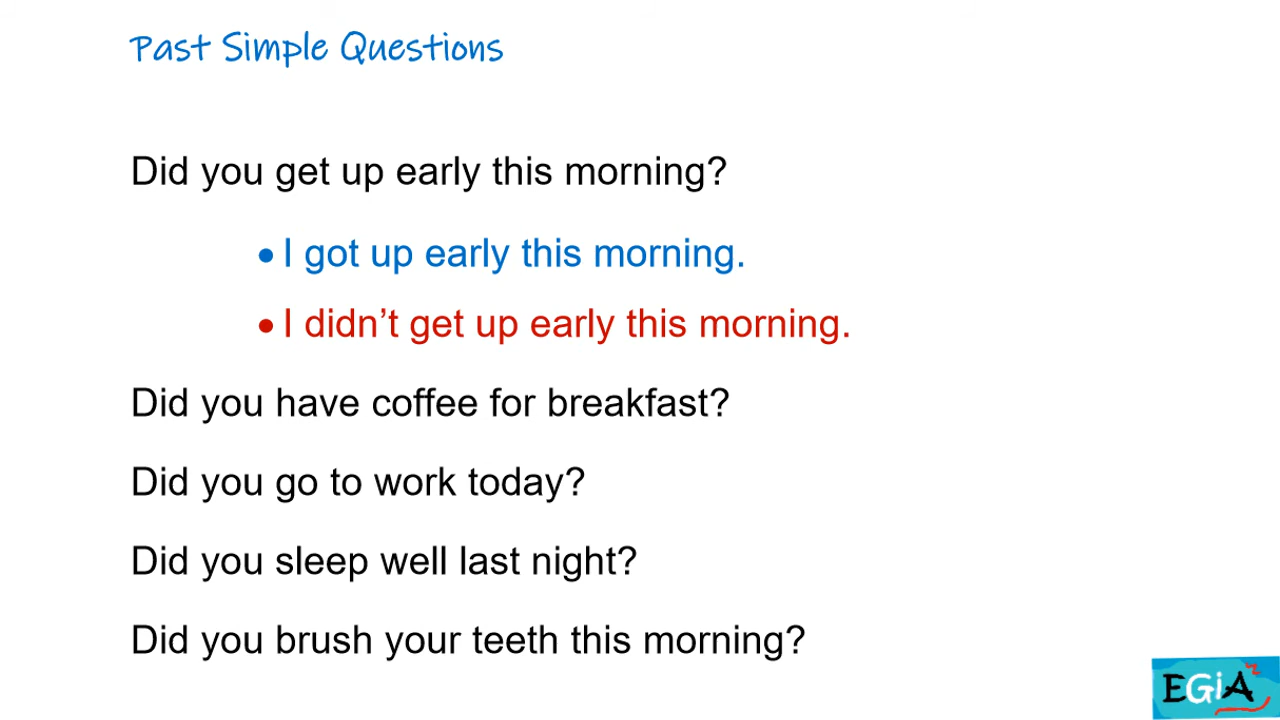 Past Simple Questions
Did you get up early this morning?
• I got up early this morning.
• I didn’t get up early this morning.
Did you have coffee for breakfast?
Did you go to work today?
Did you sleep well last night?
Did you brush your teeth this morning?
EGiA